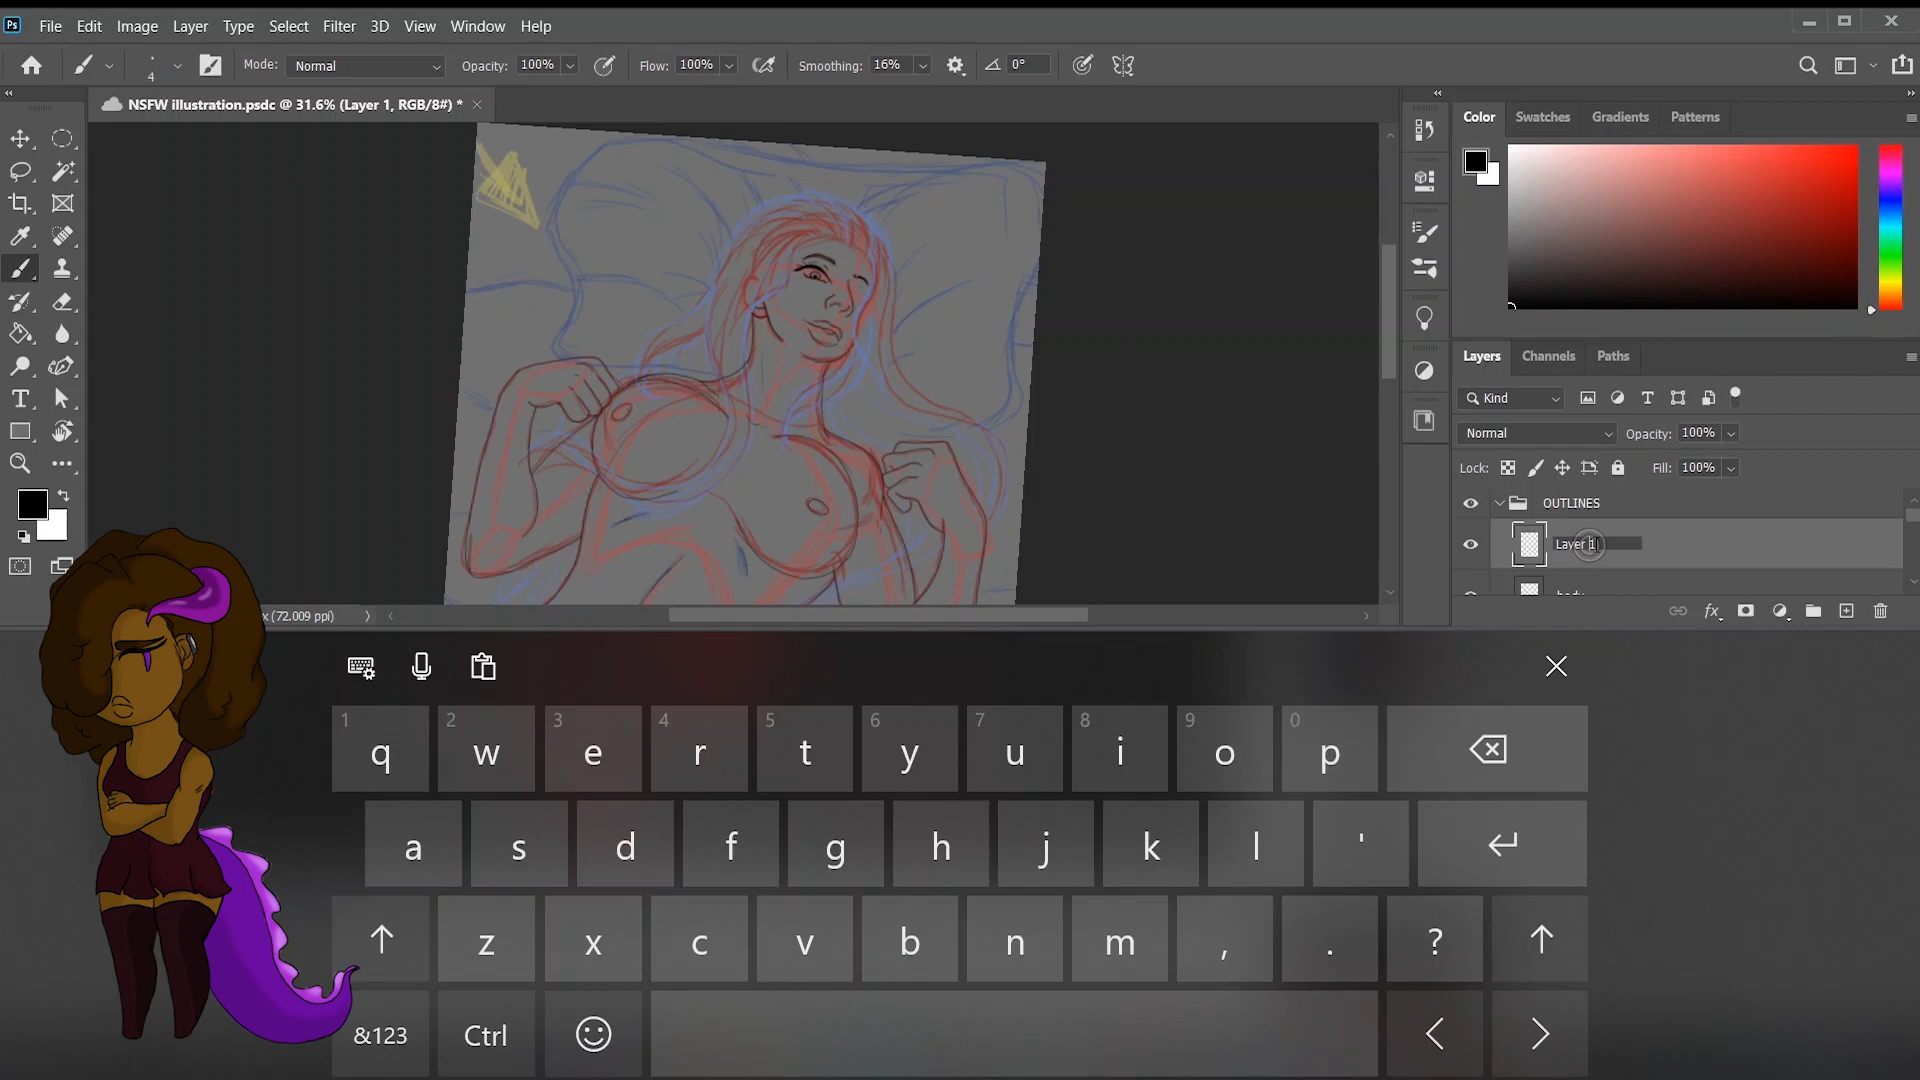 Ps File Edit Image Layer Type Select Filter 3D View Window Help
4 Mode: Normal Opacity: 100% Flow: 100% Smoothing: 16% 0°
NSFW illustration.psdc @ 31.6% (Layer 1, RGB/8#) *
Color Swatches Gradients Patterns
Layers Channels Paths
Kind
Normal Opacity: 100%
Lock: Fill: 100%
OUTLINES
Layer 1
body
x (72.009 ppi)
1 2 3 4 5 6 7 8 9 0
q w e r t y u i o p
a s d f g h j k l '
z x c v b n m , . ?
&123 Ctrl